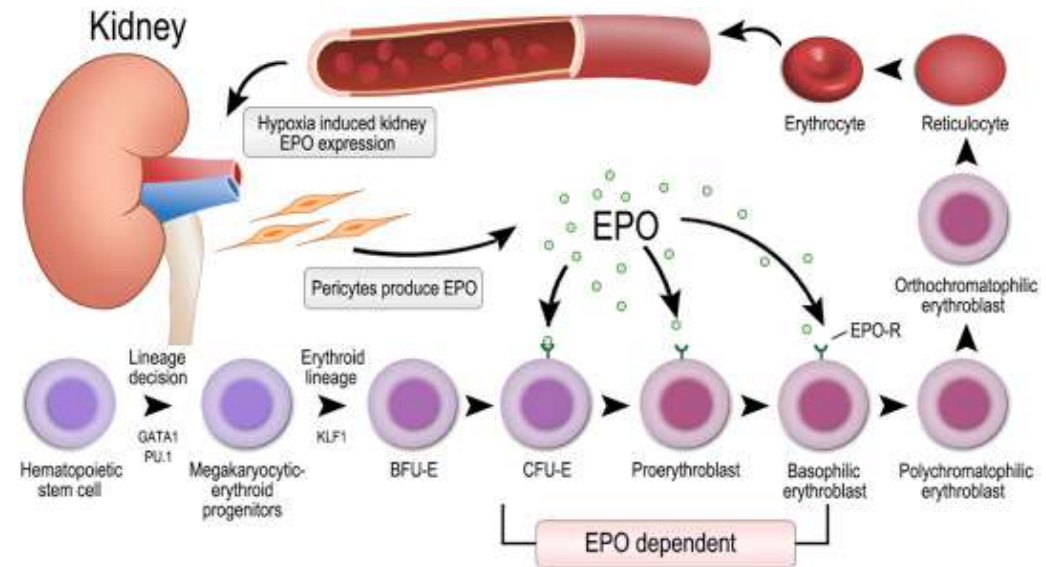 Kidney
Hypoxia induced kidney
EPO expression
Erythrocyte
Reticulocyte
EPO
Pericytes produce EPO
Orthochromatophilic
erythroblast
EPO-R
Lineage
decision
GATA1
PU.1
Erythroid
lineage
KLF1
Hematopoietic
stem cell
Megakaryocytic-
erythroid
progenitors
BFU-E
CFU-E
Proerythroblast
Basophilic
erythroblast
Polychromatophilic
erythroblast
EPO dependent